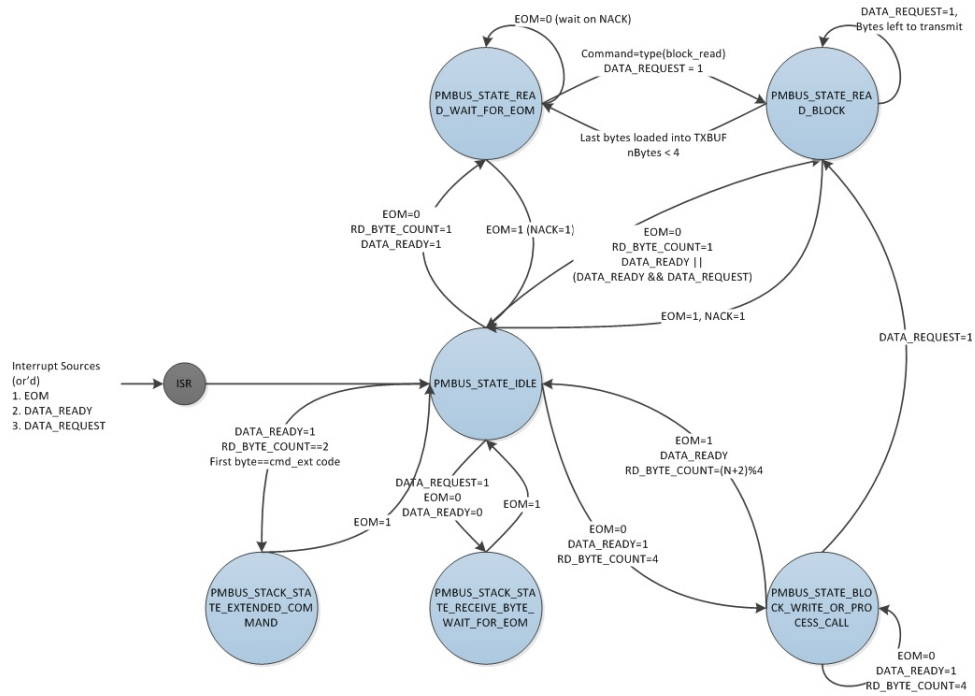 EOM=0 (wait on NACK)
DATA_REQUEST=1,
Bytes left to transmit
Command=type(block_read)
DATA_REQUEST = 1
PMBUS_STATE_REA
D_WAIT_FOR_EOM
PMBUS_STATE_REA
D_BLOCK
Last bytes loaded into TXBUF
nBytes < 4
EOM=0
RD_BYTE_COUNT=1
DATA_READY=1
EOM=1 (NACK=1)
EOM=0
RD_BYTE_COUNT=1
DATA_READY ||
(DATA_READY && DATA_REQUEST)
EOM=1, NACK=1
DATA_REQUEST=1
Interrupt Sources
(or'd)
1. EOM
2. DATA_READY
3. DATA_REQUEST
ISR
PMBUS_STATE_IDLE
DATA_READY=1
RD_BYTE_COUNT==2
First byte==cmd_ext code
EOM=1
DATA_REQUEST=1
EOM=0
DATA_READY=0
EOM=1
EOM=1
DATA_READY
RD_BYTE_COUNT=(N+2)%4
EOM=0
DATA_READY=1
RD_BYTE_COUNT=4
PMBUS_STACK_STA
TE_EXTENDED_COM
MAND
PMBUS_STACK_STA
TE_RECEIVE_BYTE_
WAIT_FOR_EOM
PMBUS_STATE_BLO
CK_WRITE_OR_PRO
CESS_CALL
EOM=0
DATA_READY=1
RD_BYTE_COUNT=4